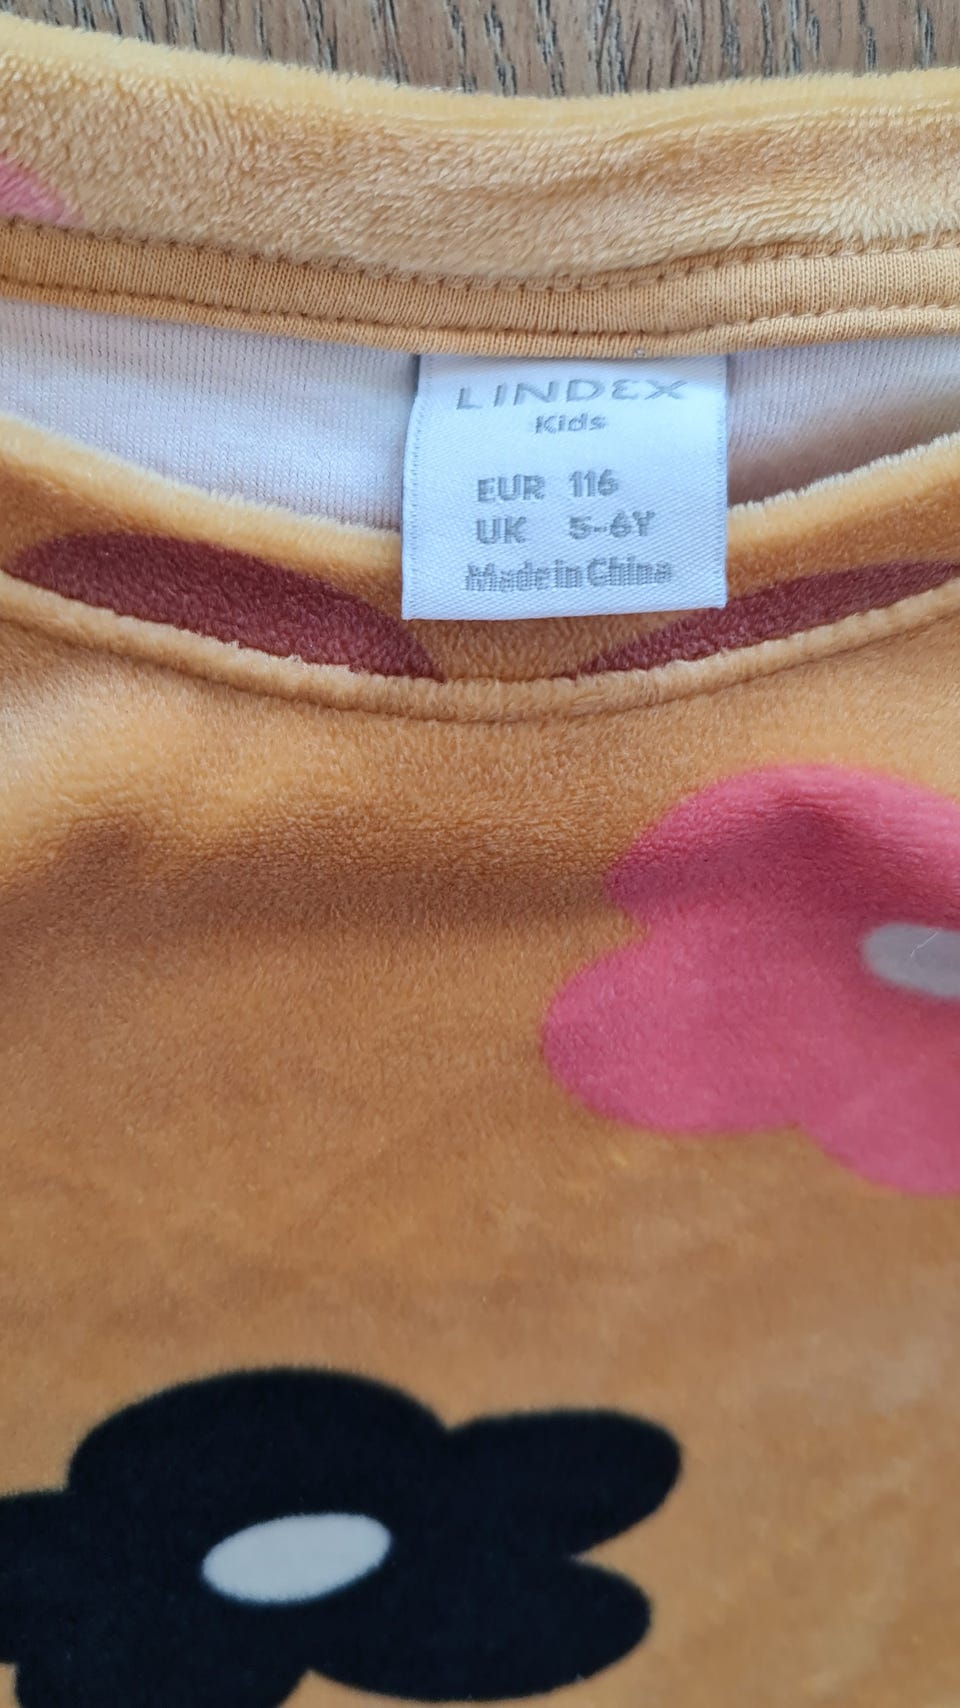 LINDEX
Kids
EUR 116
UK 5-6Y
Made in China